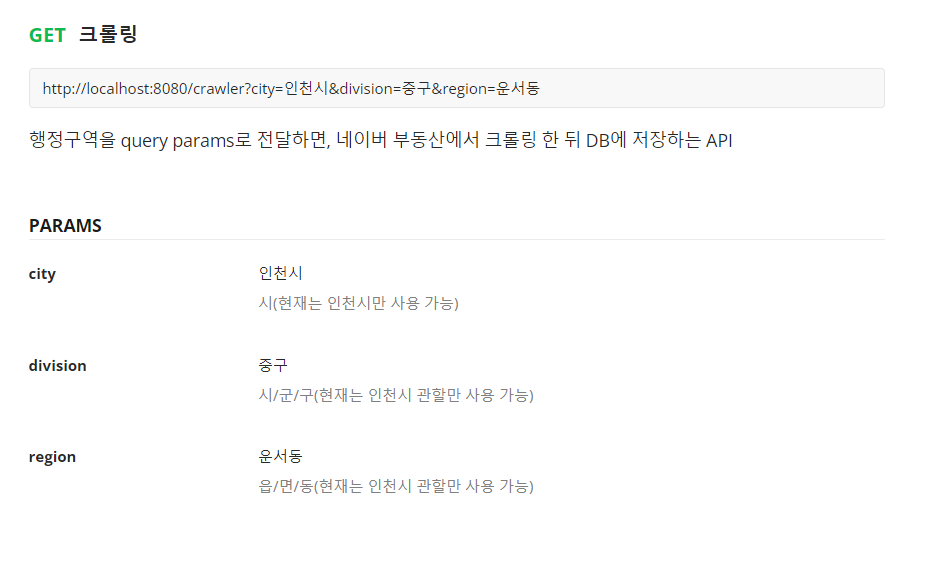 GET 크롤링
http://localhost:8080/crawler?city=인천시&division=중구&region=운서동
행정구역을 query params로 전달하면, 네이버 부동산에서 크롤링 한 뒤 DB에 저장하는 API
PARAMS
city 인천시
시(현재는 인천시만 사용 가능)
division 중구
시/군/구(현재는 인천시 관할만 사용 가능)
region 운서동
읍/면/동(현재는 인천시 관할만 사용 가능)